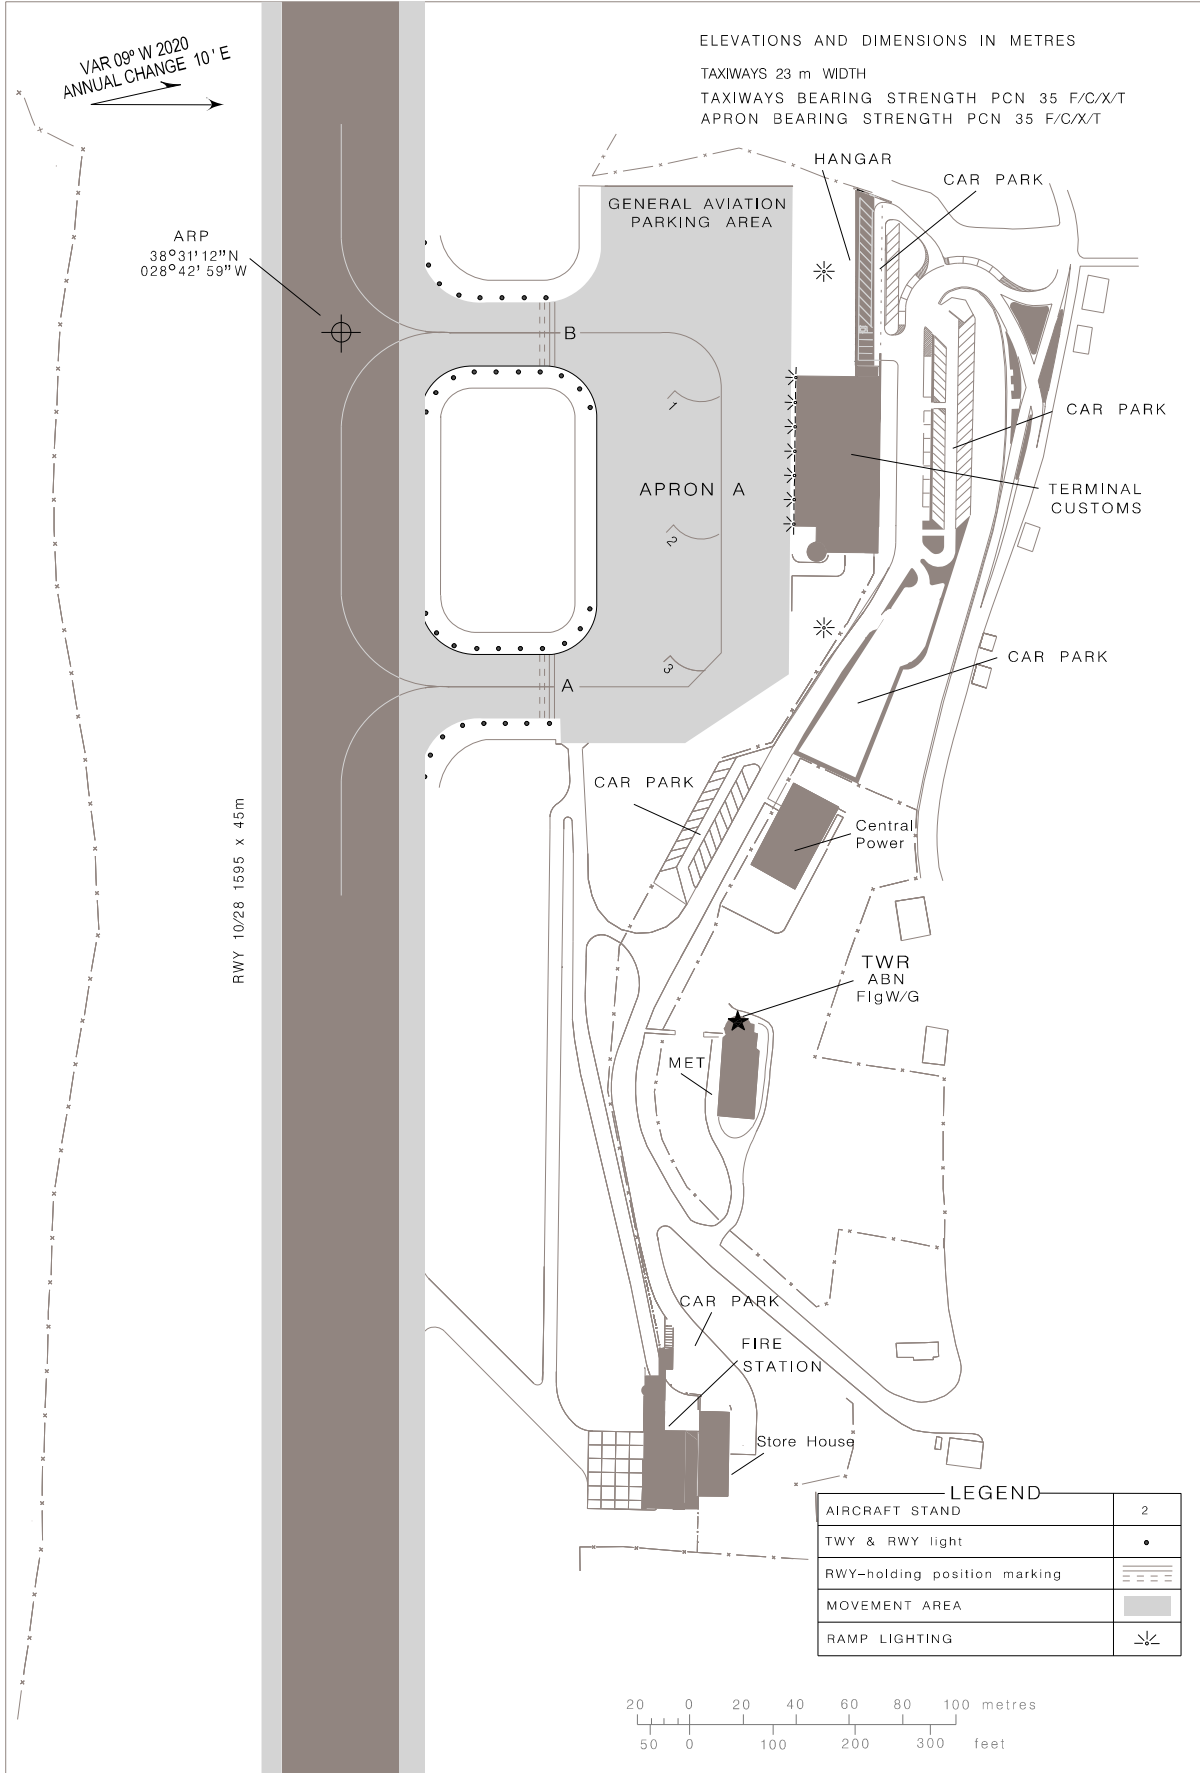 VAR 09° W 2020
ANNUAL CHANGE 10' E
ELEVATIONS AND DIMENSIONS IN METRES
TAXIWAYS 23 m WIDTH
TAXIWAYS BEARING STRENGTH PCN 35 F/C/X/T
APRON BEARING STRENGTH PCN 35 F/C/X/T
HANGAR
CAR PARK
GENERAL AVIATION
PARKING AREA
ARP
38°31'12"N
028°42'59"W
B
1
CAR PARK
APRON A
TERMINAL
CUSTOMS
2
CAR PARK
3
A
CAR PARK
RWY 10/28 1595 x 45m
Central
Power
TWR
ABN
FlgW/G
MET
CAR PARK
FIRE
STATION
Store House
LEGEND
AIRCRAFT STAND 2
TWY & RWY light
RWY-holding position marking
MOVEMENT AREA
RAMP LIGHTING
20 0 20 40 60 80 100 metres
50 0 100 200 300 feet